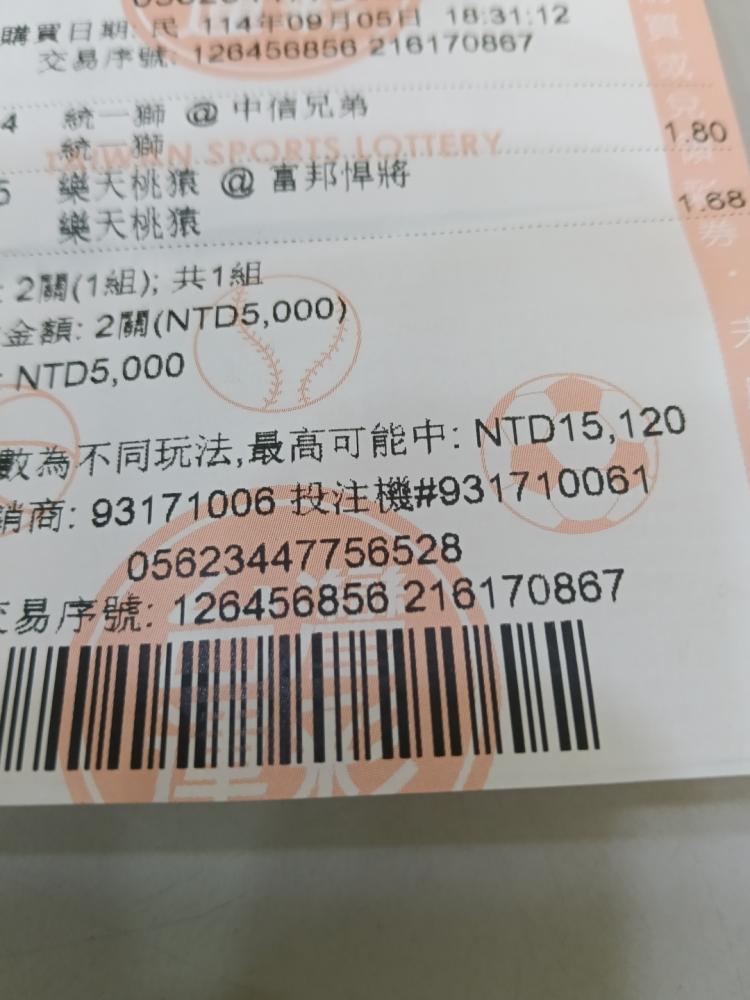 購買日期: 民 114年09月05日 18:31:12
交易序號: 126456856 216170867
4 統一獅 @ 中信兄弟
統一獅 1.80
TAIWAN SPORTS LOTTERY
5 樂天桃猿 @ 富邦悍將
樂天桃猿 1.68
: 2關(1組); 共1組
金額: 2關(NTD5,000)
: NTD5,000
數為不同玩法,最高可能中: NTD15,120
銷商: 93171006 投注機#931710061
05623447756528
交易序號: 126456856 216170867